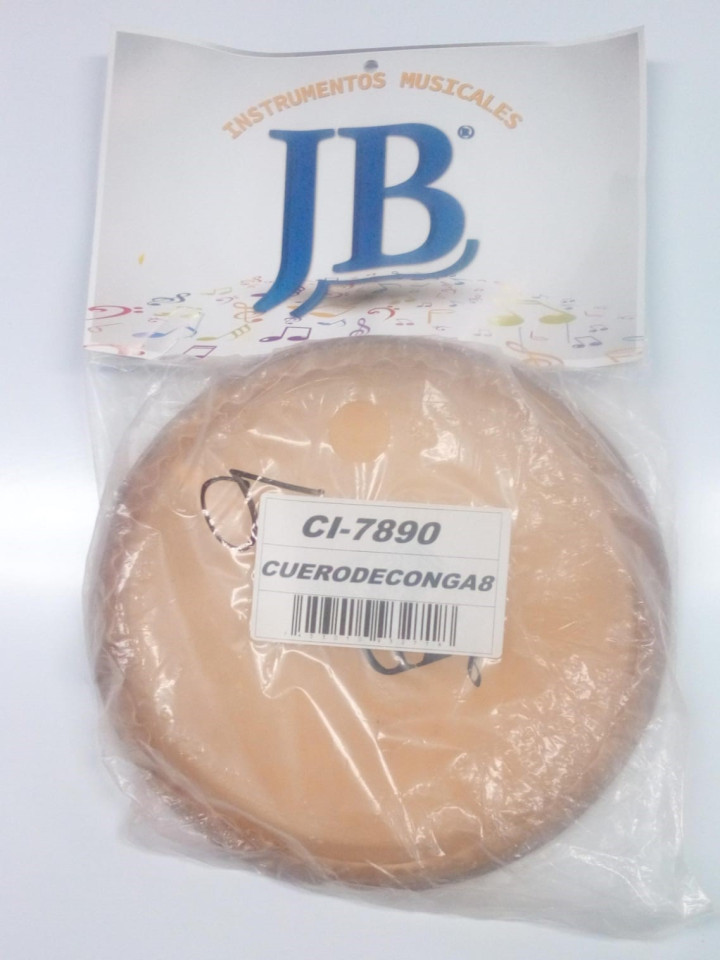 INSTRUMENTOS MUSICALES
JB®
CI-7890
CUERODECONGA8